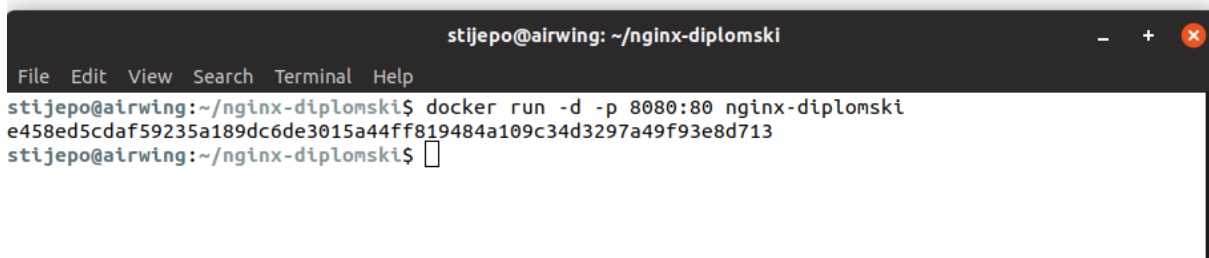 stijepo@airwing: ~/nginx-diplomski
File Edit View Search Terminal Help
stijepo@airwing:~/nginx-diplomski$ docker run -d -p 8080:80 nginx-diplomski
e458ed5cdaf59235a189dc6de3015a44ff819484a109c34d3297a49f93e8d713
stijepo@airwing:~/nginx-diplomski$